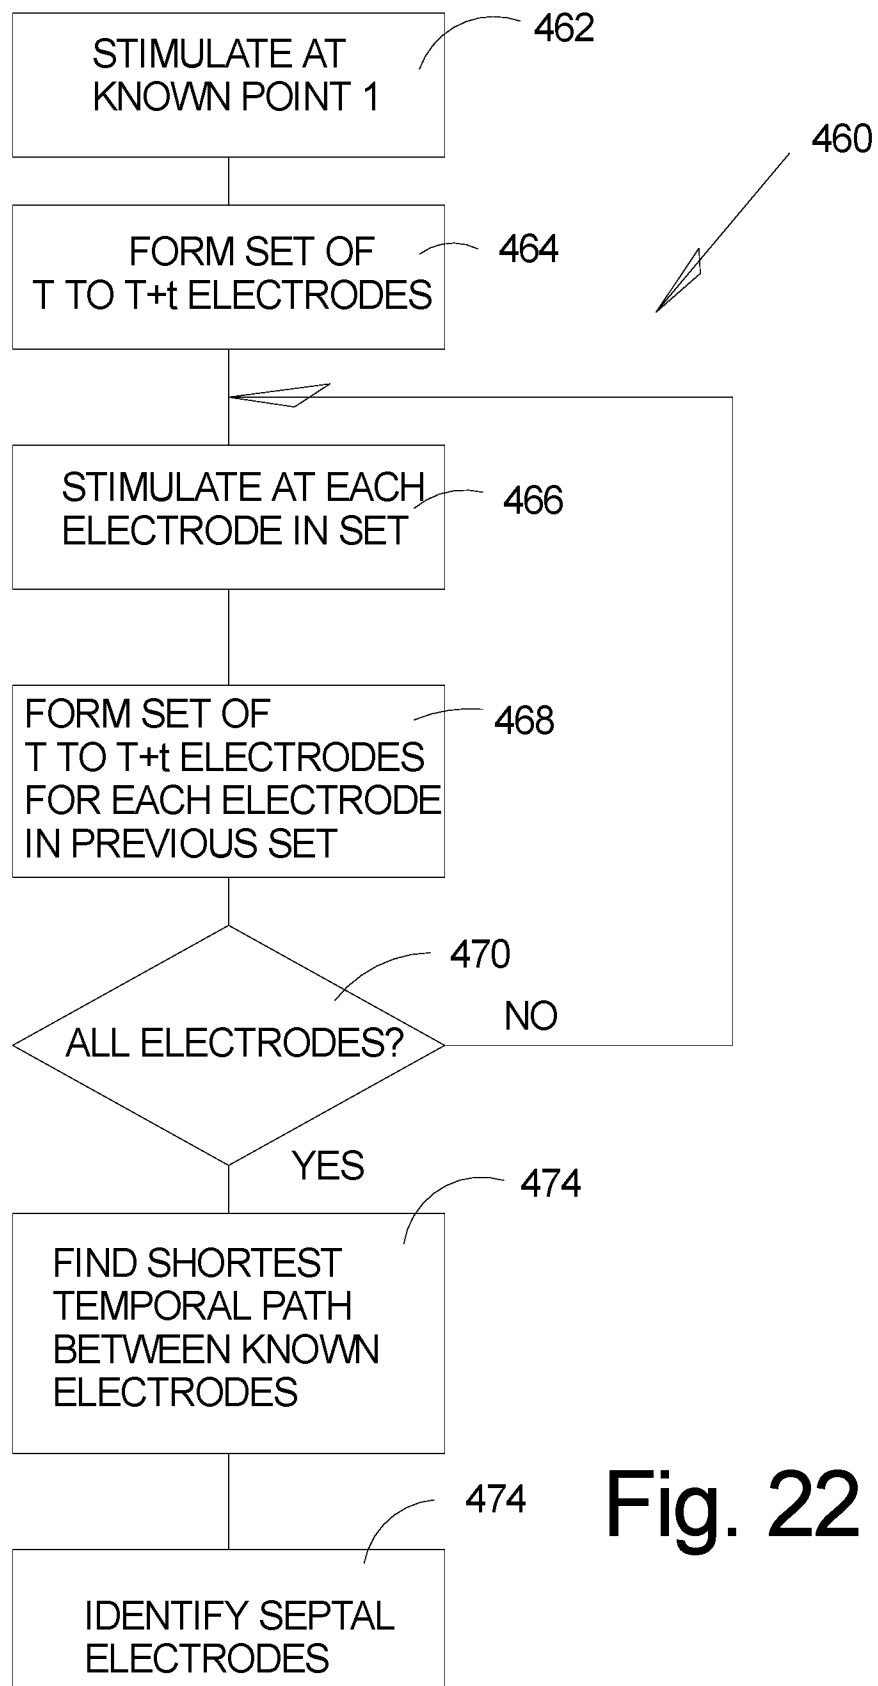 STIMULATE AT
KNOWN POINT 1
462
460
FORM SET OF
T TO T+t ELECTRODES
464
STIMULATE AT EACH
ELECTRODE IN SET
466
FORM SET OF
T TO T+t ELECTRODES
FOR EACH ELECTRODE
IN PREVIOUS SET
468
470
ALL ELECTRODES?
NO
YES
474
FIND SHORTEST
TEMPORAL PATH
BETWEEN KNOWN
ELECTRODES
474
Fig. 22
IDENTIFY SEPTAL
ELECTRODES